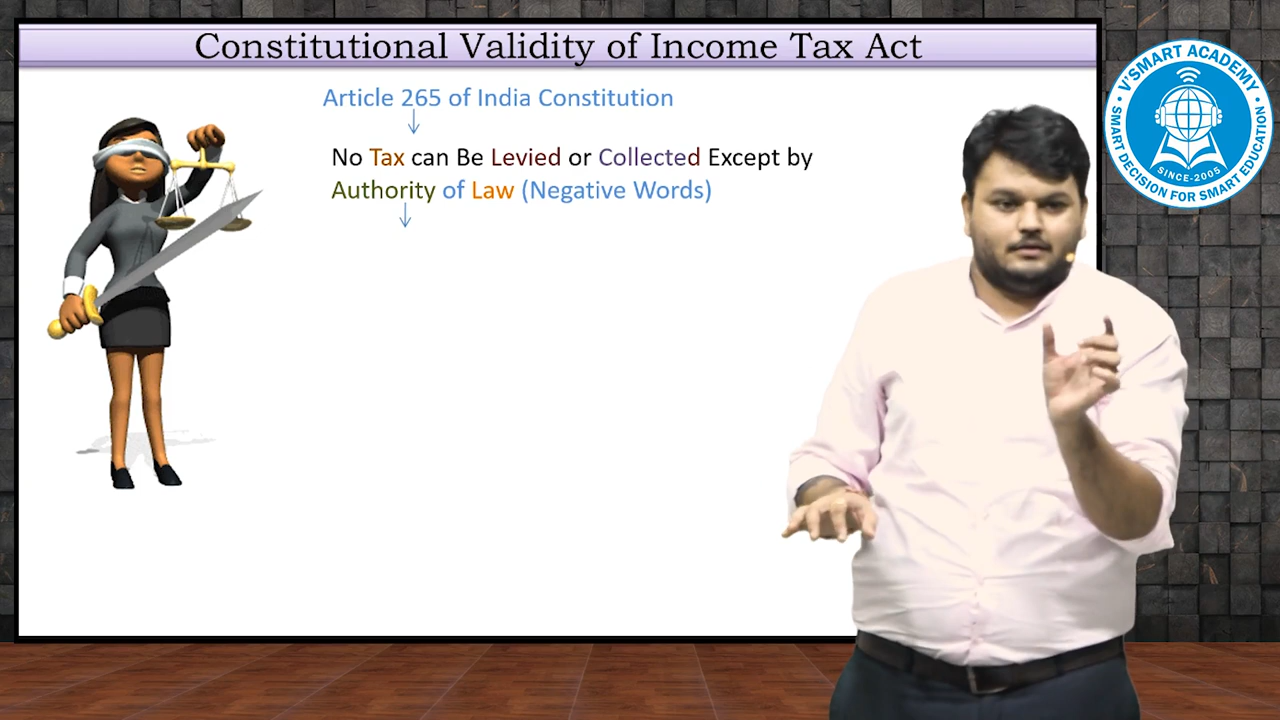 Constitutional Validity of Income Tax Act
Article 265 of India Constitution
No Tax can Be Levied or Collected Except by
Authority of Law (Negative Words)
V'SMART ACADEMY
SINCE-2005
SMART DECISION FOR SMART EDUCATION